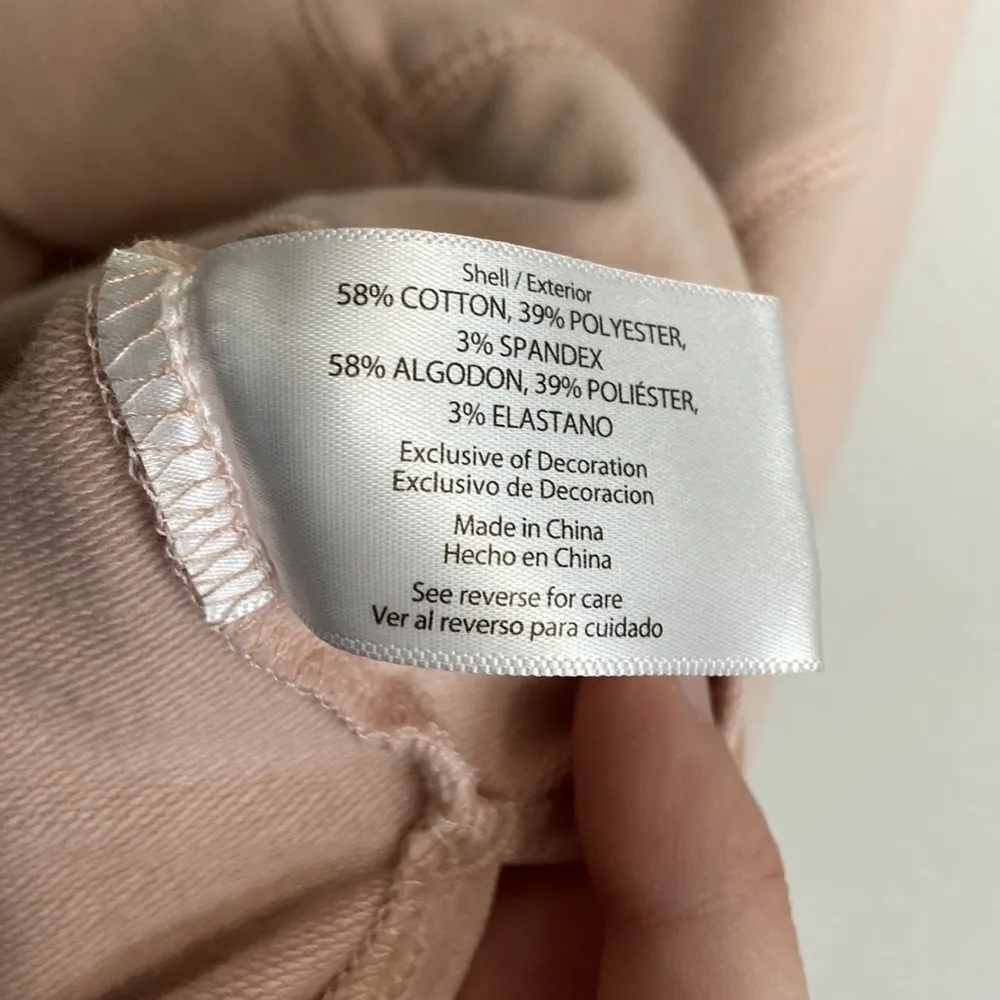 Shell / Exterior
58% COTTON, 39% POLYESTER,
3% SPANDEX
58% ALGODON, 39% POLIÉSTER,
3% ELASTANO
Exclusive of Decoration
Exclusivo de Decoracion
Made in China
Hecho en China
See reverse for care
Ver al reverso para cuidado